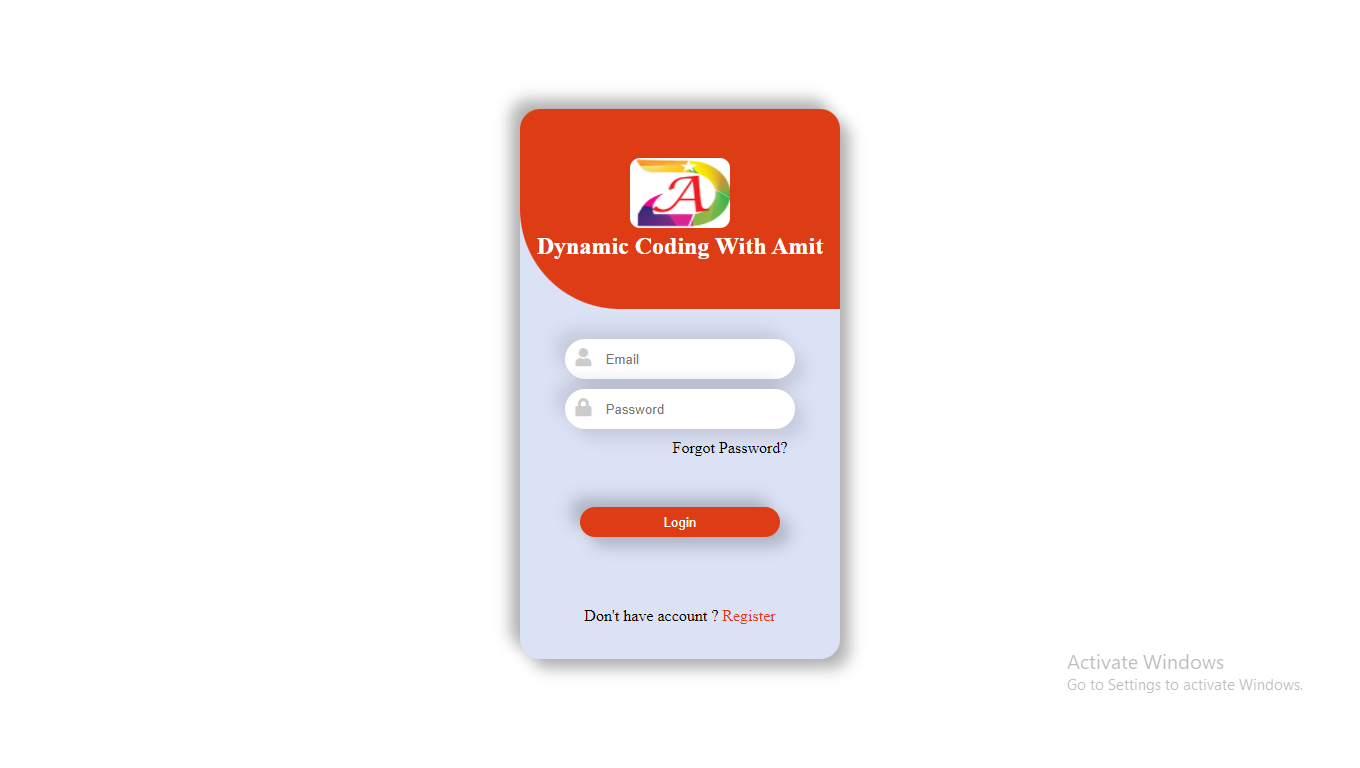 A
Dynamic Coding With Amit
Email
Password
Forgot Password?
Login
Don't have account ? Register
Activate Windows
Go to Settings to activate Windows.